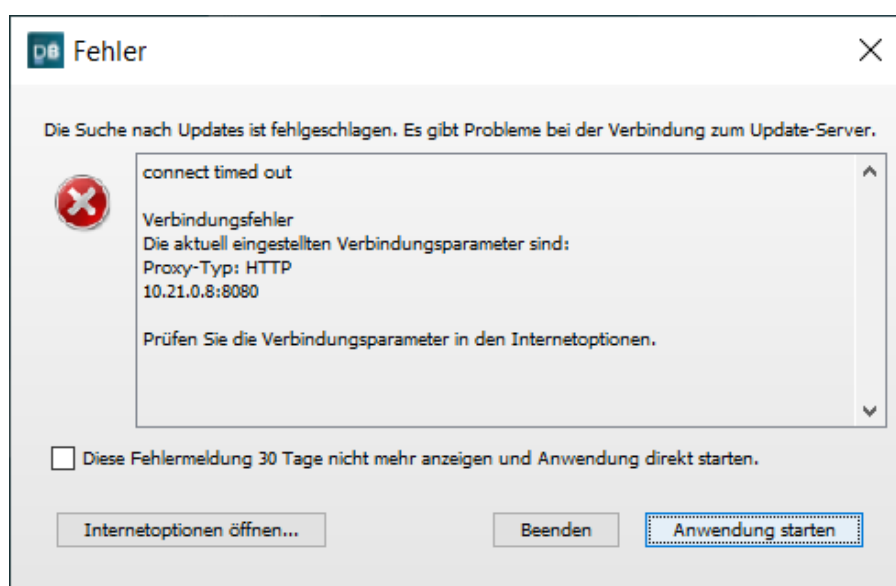 DB Fehler
Die Suche nach Updates ist fehlgeschlagen. Es gibt Probleme bei der Verbindung zum Update-Server.
connect timed out
Verbindungsfehler
Die aktuell eingestellten Verbindungsparameter sind:
Proxy-Typ: HTTP
10.21.0.8:8080
Prüfen Sie die Verbindungsparameter in den Internetoptionen.
Diese Fehlermeldung 30 Tage nicht mehr anzeigen und Anwendung direkt starten.
Internetoptionen öffnen...
Beenden
Anwendung starten